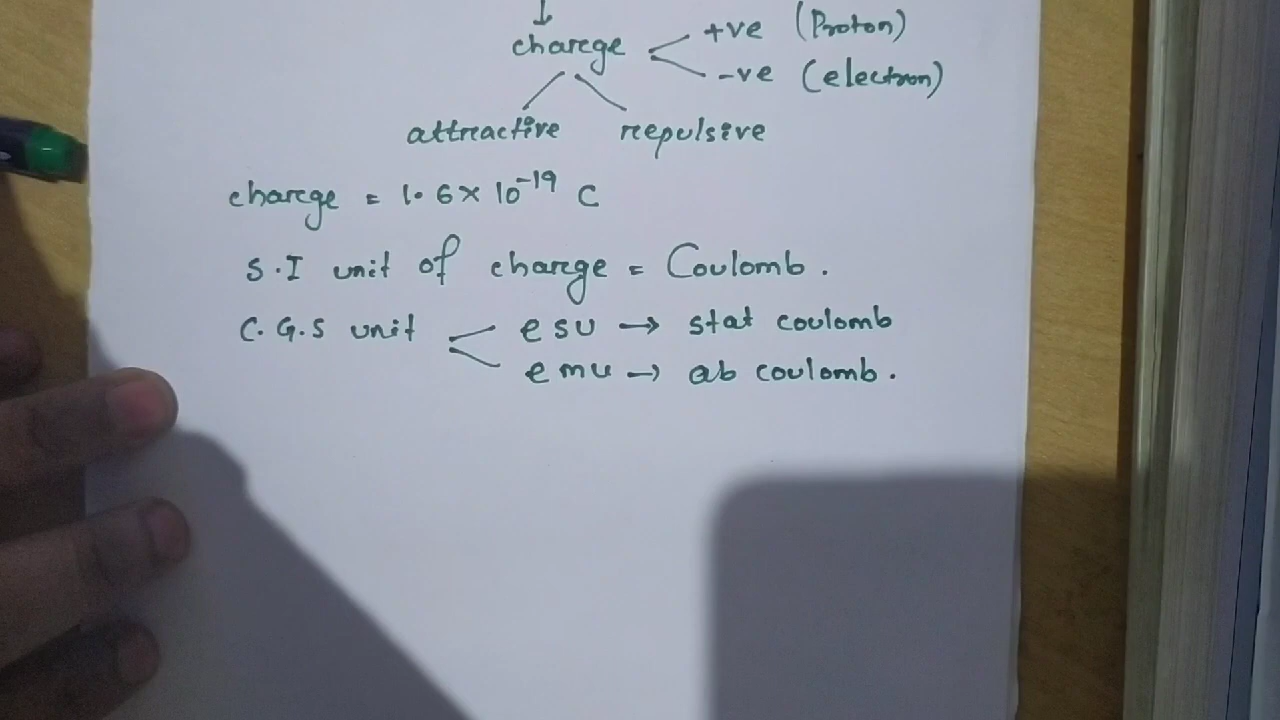 charge +ve (Proton)
-ve (electron)
attractive repulsive
charge = 1.6 × 10⁻¹⁹ C
S.I unit of charge = Coulomb.
C.G.S unit esu → stat coulomb
emu → ab coulomb.